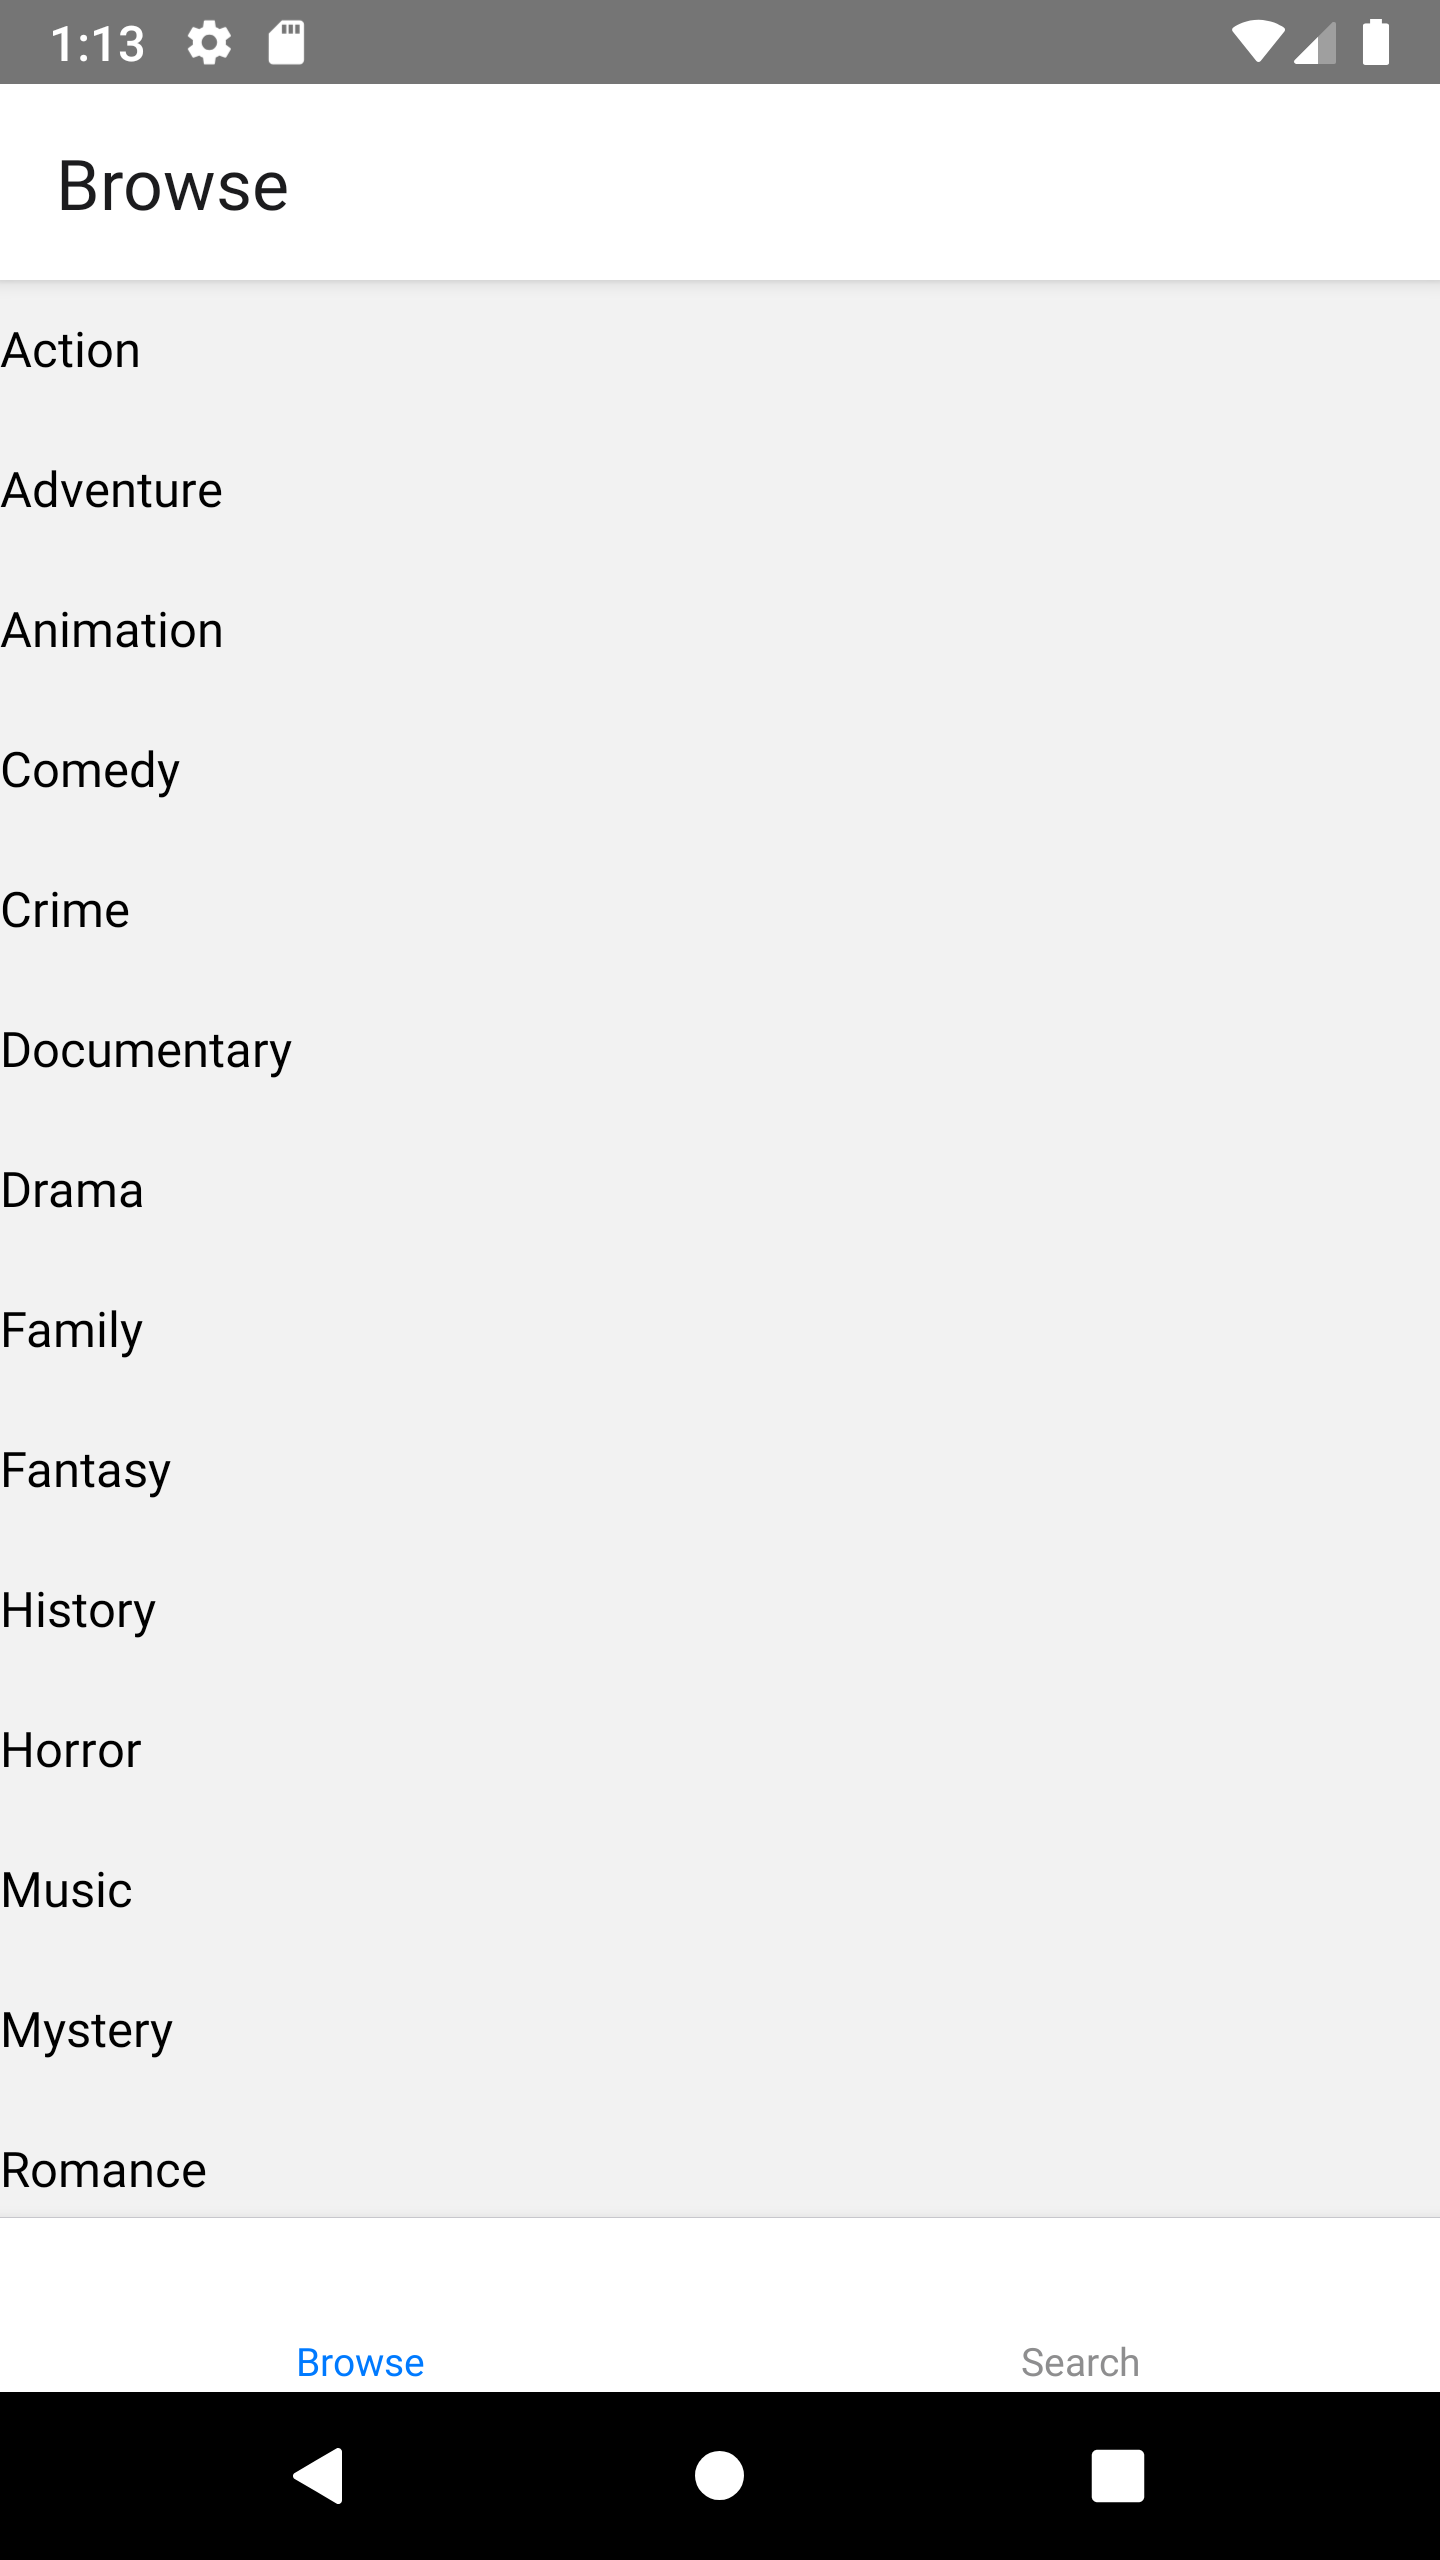 1:13
Browse
Action
Adventure
Animation
Comedy
Crime
Documentary
Drama
Family
Fantasy
History
Horror
Music
Mystery
Romance
Browse
Search